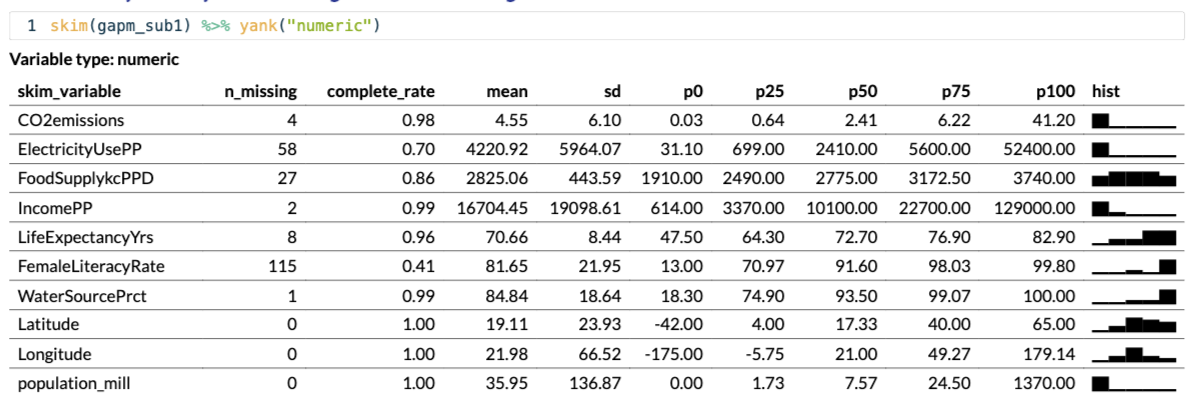 1 skim(gapm_sub1) %>% yank("numeric")
Variable type: numeric
skim_variable n_missing complete_rate mean sd p0 p25 p50 p75 p100 hist
CO2emissions 4 0.98 4.55 6.10 0.03 0.64 2.41 6.22 41.20
ElectricityUsePP 58 0.70 4220.92 5964.07 31.10 699.00 2410.00 5600.00 52400.00
FoodSupplykcPPD 27 0.86 2825.06 443.59 1910.00 2490.00 2775.00 3172.50 3740.00
IncomePP 2 0.99 16704.45 19098.61 614.00 3370.00 10100.00 22700.00 129000.00
LifeExpectancyYrs 8 0.96 70.66 8.44 47.50 64.30 72.70 76.90 82.90
FemaleLiteracyRate 115 0.41 81.65 21.95 13.00 70.97 91.60 98.03 99.80
WaterSourcePrct 1 0.99 84.84 18.64 18.30 74.90 93.50 99.07 100.00
Latitude 0 1.00 19.11 23.93 -42.00 4.00 17.33 40.00 65.00
Longitude 0 1.00 21.98 66.52 -175.00 -5.75 21.00 49.27 179.14
population_mill 0 1.00 35.95 136.87 0.00 1.73 7.57 24.50 1370.00